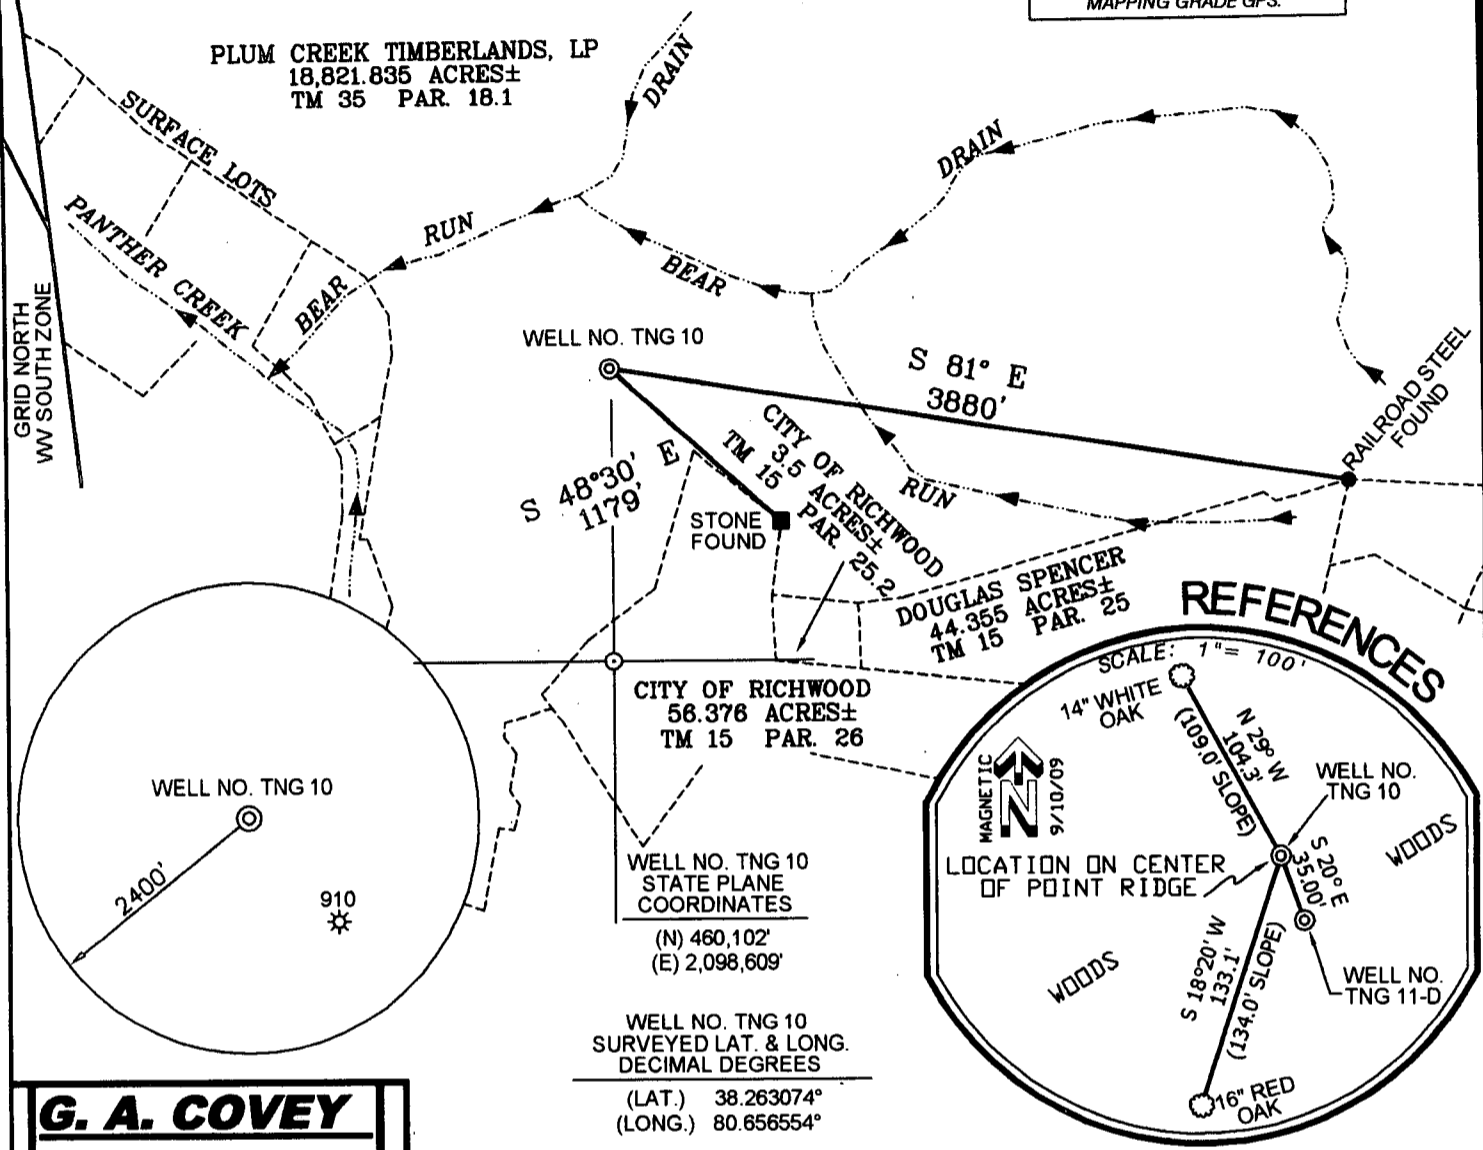 MAPPING GRADE GPS.
PLUM CREEK TIMBERLANDS, LP
18,821.835 ACRES±
TM 35 PAR. 18.1
DRAIN
DRAIN
SURFACE LOTS
PANTHER CREEK
RUN
BEAR
BEAR
GRID NORTH
WV SOUTH ZONE
WELL NO. TNG 10
S 81° E
3880'
RAILROAD STEEL
FOUND
S 48°30' E
1179'
CITY OF RICHWOOD
3.5 ACRES±
TM 15 PAR. 25.2
RUN
STONE
FOUND
DOUGLAS SPENCER
44.355 ACRES±
TM 15 PAR. 25
CITY OF RICHWOOD
56.376 ACRES±
TM 15 PAR. 26
WELL NO. TNG 10
2400'
910
WELL NO. TNG 10
STATE PLANE
COORDINATES
(N) 460,102'
(E) 2,098,609'
WELL NO. TNG 10
SURVEYED LAT. & LONG.
DECIMAL DEGREES
(LAT.) 38.263074°
(LONG.) 80.656554°
REFERENCES
SCALE: 1"= 100'
14" WHITE
OAK
N 29° W
104.3'
(109.0' SLOPE)
MAGNETIC
N
9/10/09
WELL NO.
TNG 10
WOODS
LOCATION ON CENTER
OF POINT RIDGE
S 20° E
35.00'
S 18°20' W
133.1'
(134.0' SLOPE)
WOODS
WELL NO.
TNG 11-D
16" RED
OAK
G. A. COVEY